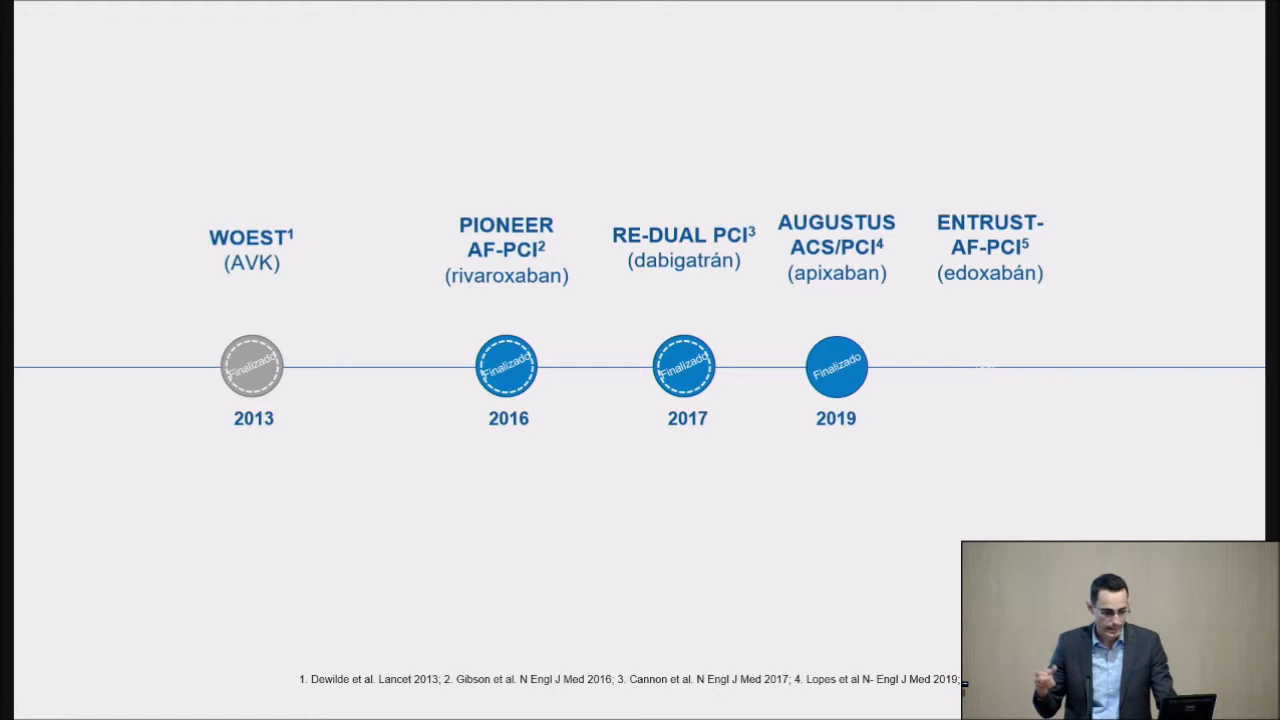 WOEST¹
(AVK)
PIONEER
AF-PCI²
(rivaroxaban)
RE-DUAL PCI³
(dabigatrán)
AUGUSTUS
ACS/PCI⁴
(apixaban)
ENTRUST-
AF-PCI⁵
(edoxabán)
Finalizado
Finalizado
Finalizado
Finalizado
2013
2016
2017
2019
1. Dewilde et al. Lancet 2013; 2. Gibson et al. N Engl J Med 2016; 3. Cannon et al. N Engl J Med 2017; 4. Lopes et al N- Engl J Med 2019;